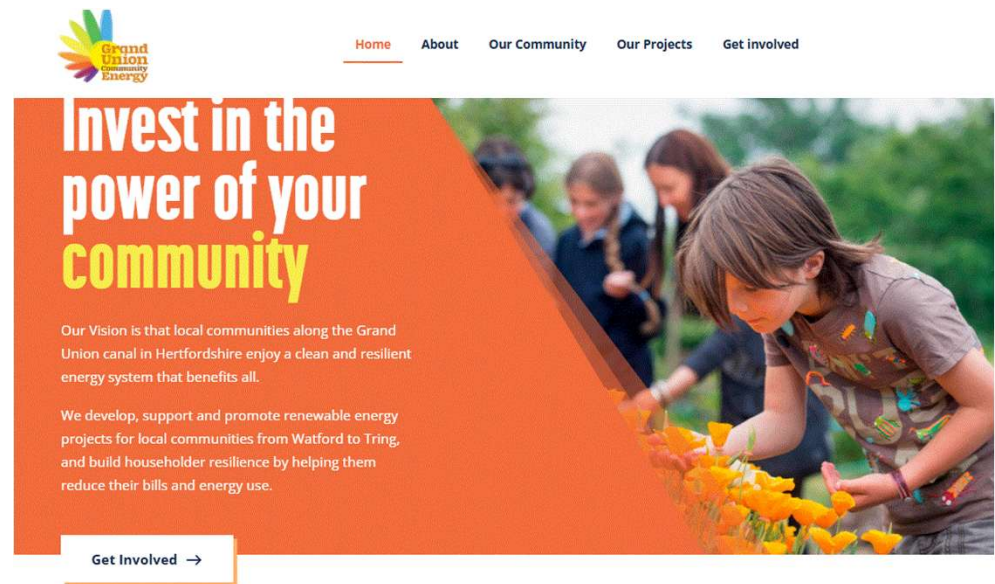 Grand
Union
Community
Energy
Home About Our Community Our Projects Get involved
Invest in the
power of your
community
Our Vision is that local communities along the Grand
Union canal in Hertfordshire enjoy a clean and resilient
energy system that benefits all.
We develop, support and promote renewable energy
projects for local communities from Watford to Tring,
and build householder resilience by helping them
reduce their bills and energy use.
Get Involved →